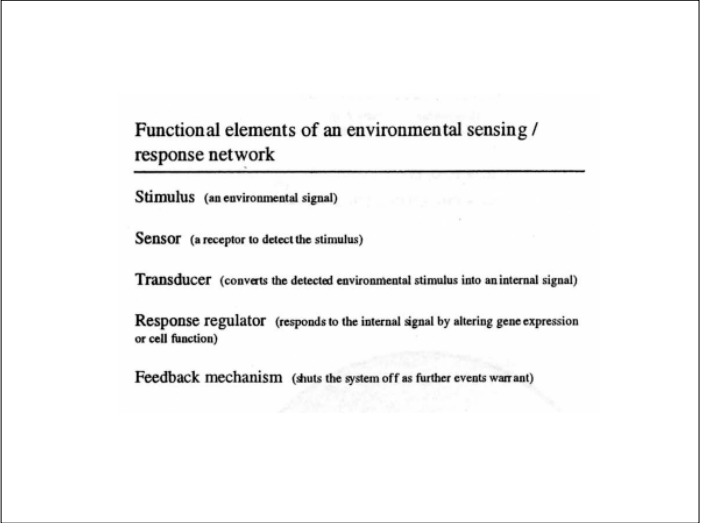 Functional elements of an environmental sensing /
response network
Stimulus (an environmental signal)
Sensor (a receptor to detect the stimulus)
Transducer (converts the detected environmental stimulus into an internal signal)
Response regulator (responds to the internal signal by altering gene expression
or cell function)
Feedback mechanism (shuts the system off as further events warrant)